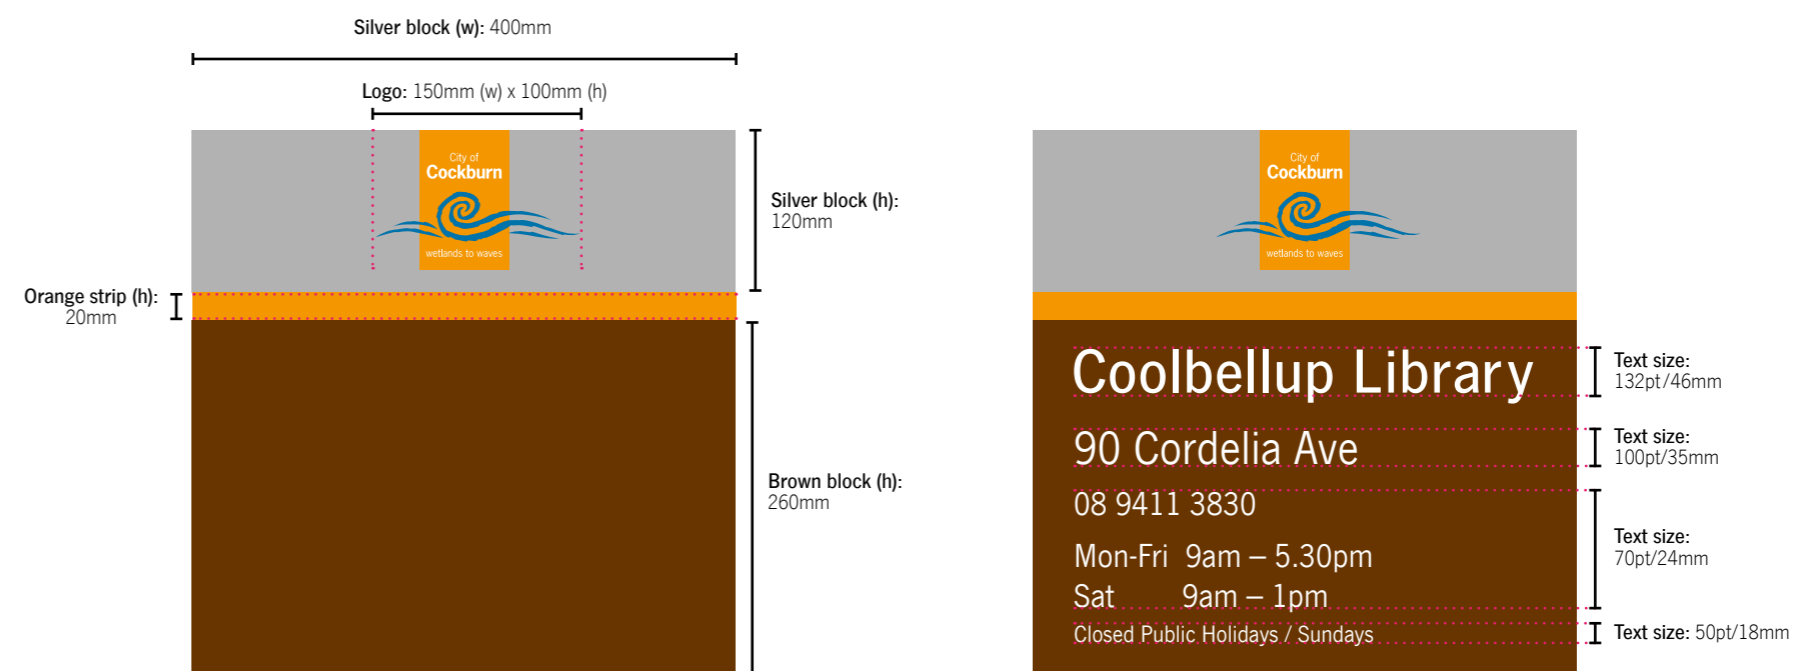 Silver block (w): 400mm
Logo: 150mm (w) x 100mm (h)
City of
Cockburn
wetlands to waves
Silver block (h):
120mm
Orange strip (h):
20mm
Brown block (h):
260mm
City of
Cockburn
wetlands to waves
Coolbellup Library
90 Cordelia Ave
08 9411 3830
Mon-Fri 9am – 5.30pm
Sat 9am – 1pm
Closed Public Holidays / Sundays
Text size:
132pt/46mm
Text size:
100pt/35mm
Text size:
70pt/24mm
Text size: 50pt/18mm